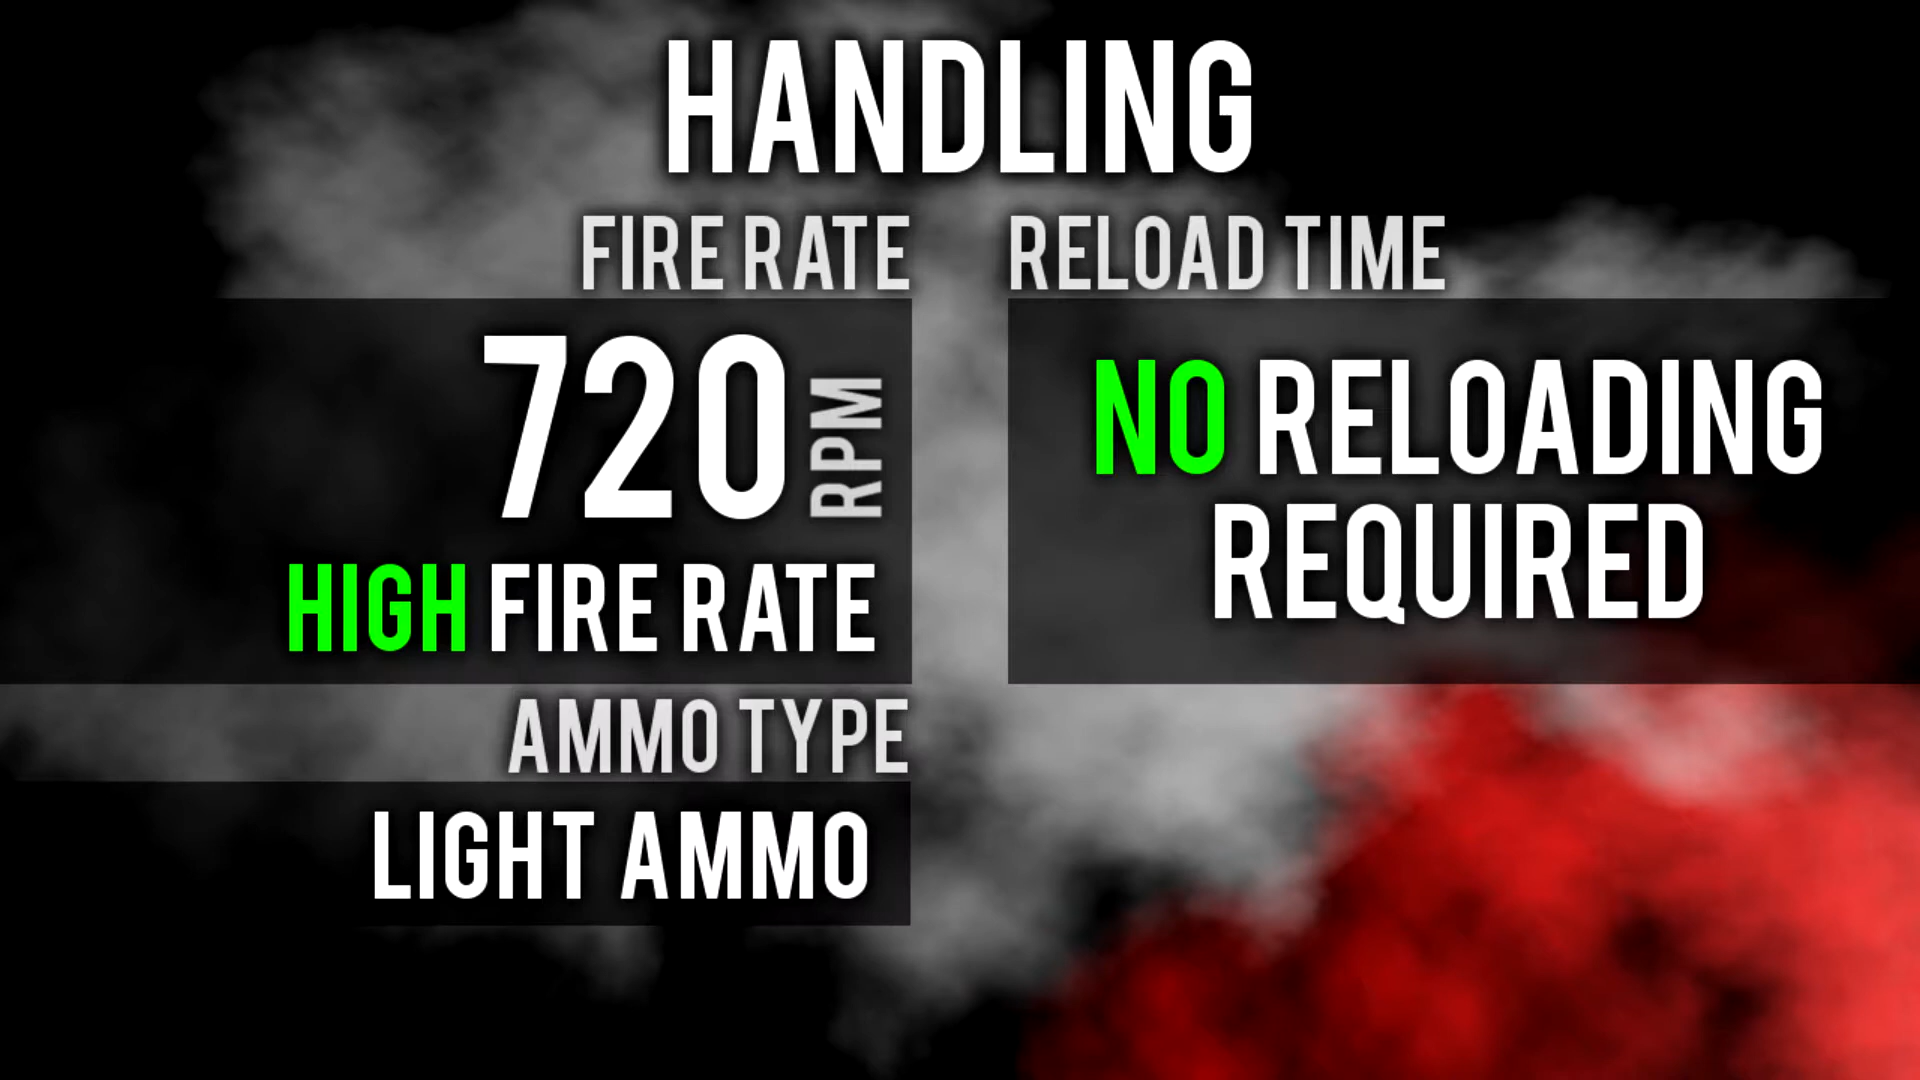 HANDLING
FIRE RATE
720 RPM
HIGH FIRE RATE
AMMO TYPE
LIGHT AMMO
RELOAD TIME
NO RELOADING
REQUIRED